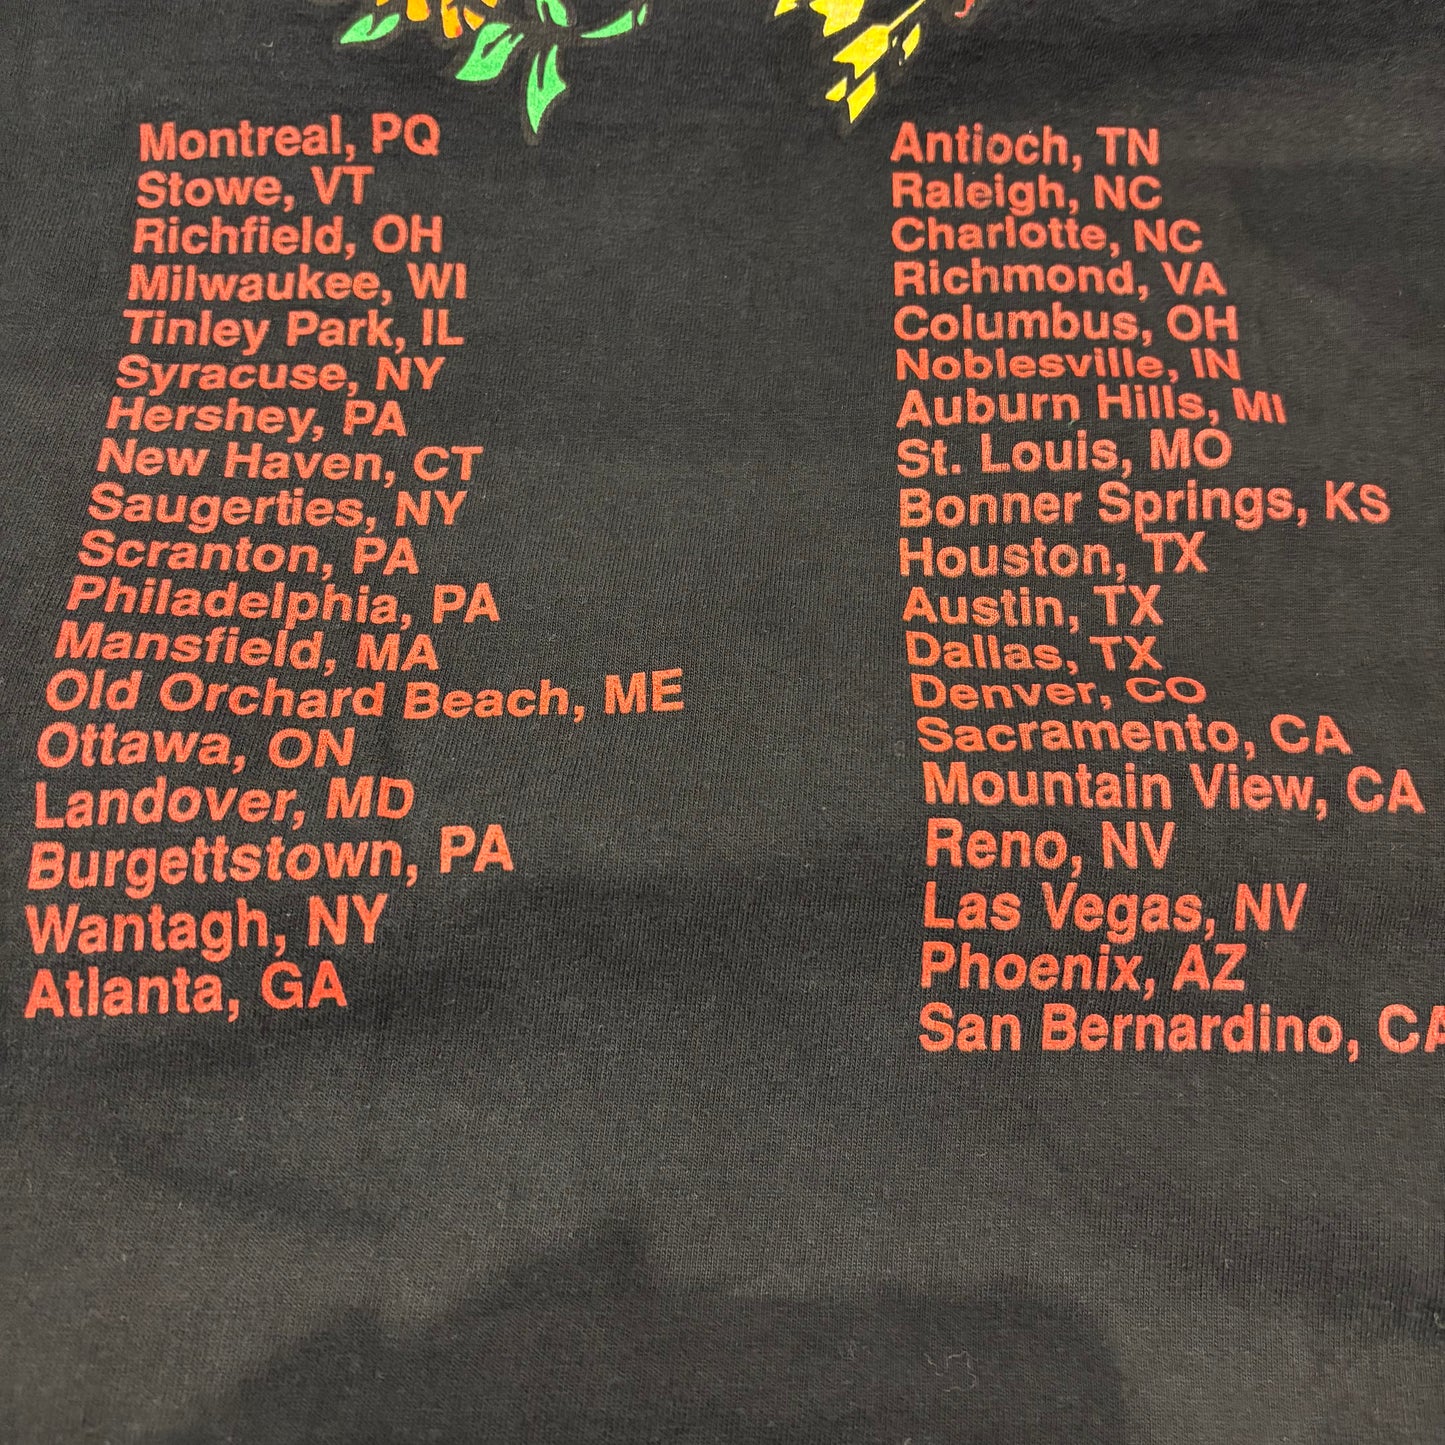 Montreal, PQ
Stowe, VT
Richfield, OH
Milwaukee, WI
Tinley Park, IL
Syracuse, NY
Hershey, PA
New Haven, CT
Saugerties, NY
Scranton, PA
Philadelphia, PA
Mansfield, MA
Old Orchard Beach, ME
Ottawa, ON
Landover, MD
Burgettstown, PA
Wantagh, NY
Atlanta, GA
Antioch, TN
Raleigh, NC
Charlotte, NC
Richmond, VA
Columbus, OH
Noblesville, IN
Auburn Hills, MI
St. Louis, MO
Bonner Springs, KS
Houston, TX
Austin, TX
Dallas, TX
Denver, CO
Sacramento, CA
Mountain View, CA
Reno, NV
Las Vegas, NV
Phoenix, AZ
San Bernardino, CA